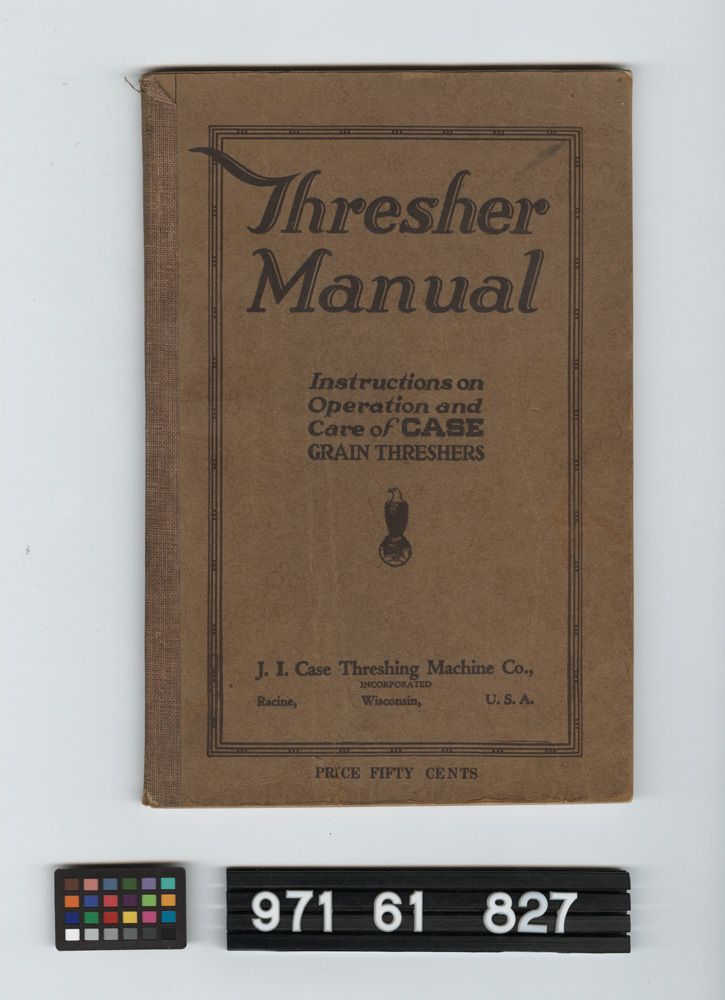 Thresher
Manual
Instructions on
Operation and
Care of CASE
GRAIN THRESHERS
J. I. Case Threshing Machine Co.,
INCORPORATED
Racine, Wisconsin, U. S. A.
PRICE FIFTY CENTS
971 61 827